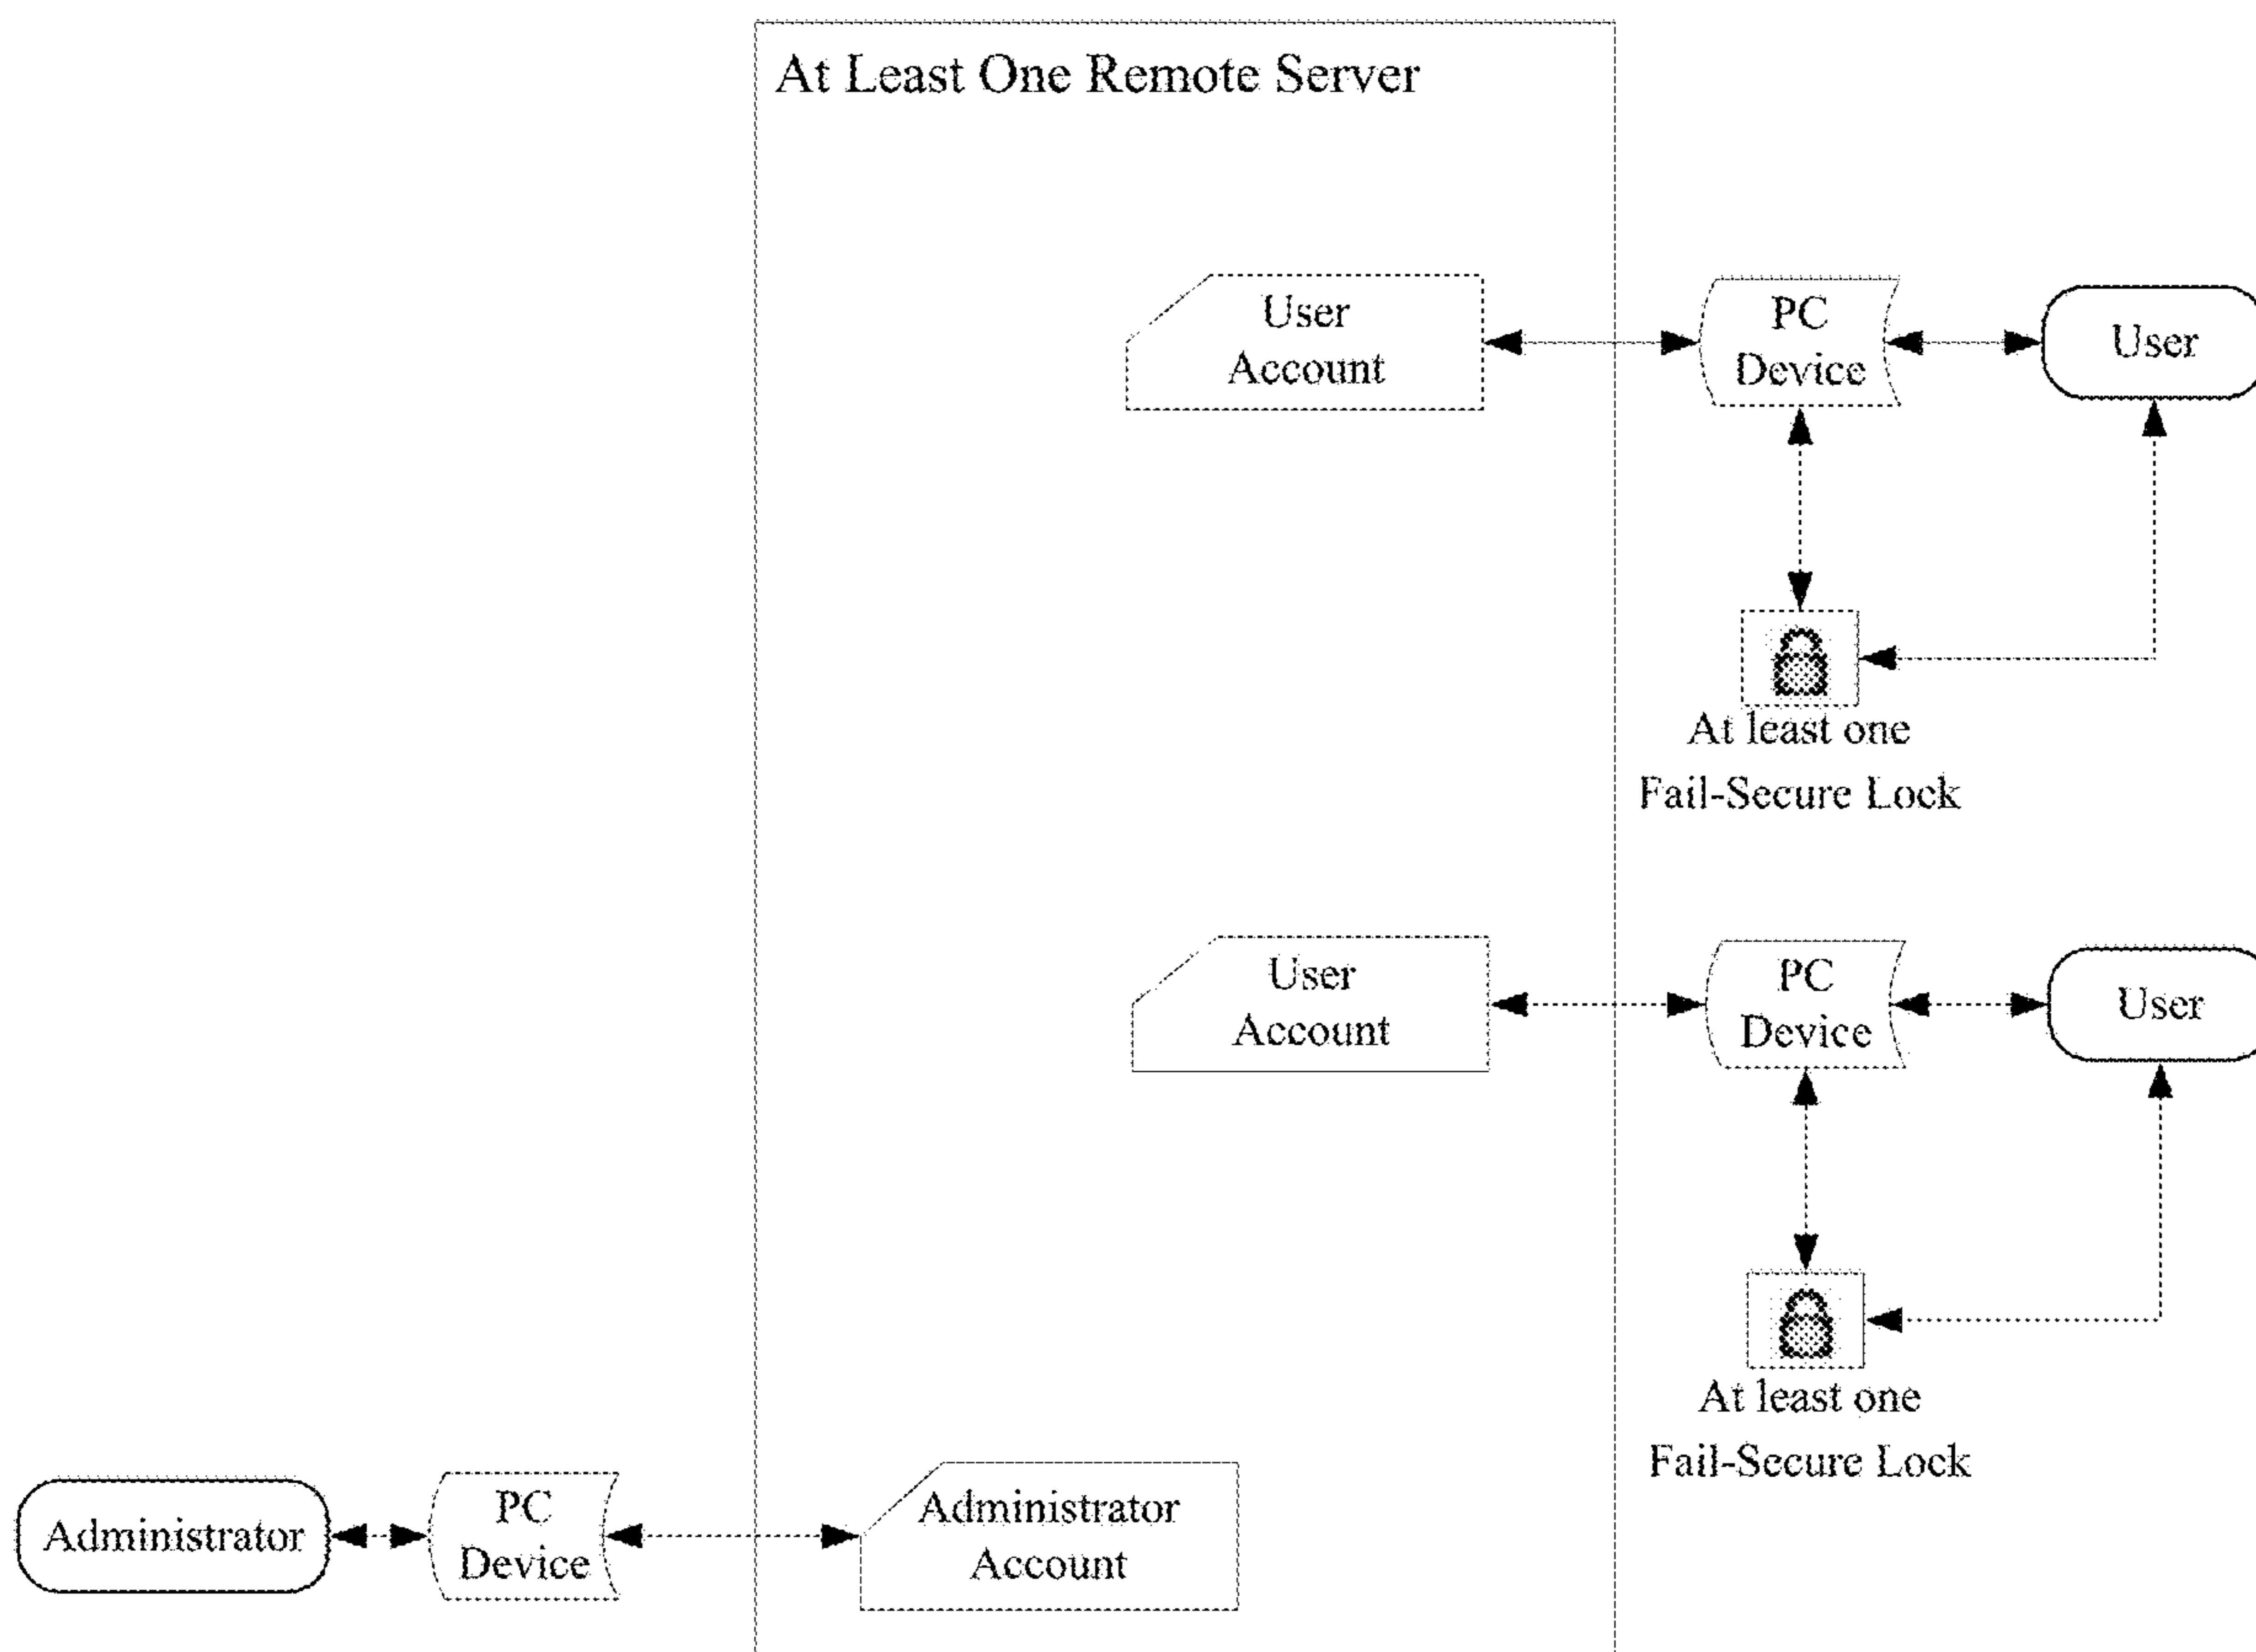 At Least One Remote Server
User
Account
PC
Device
User
At least one
Fail-Secure Lock
User
Account
PC
Device
User
At least one
Fail-Secure Lock
Administrator
PC
Device
Administrator
Account